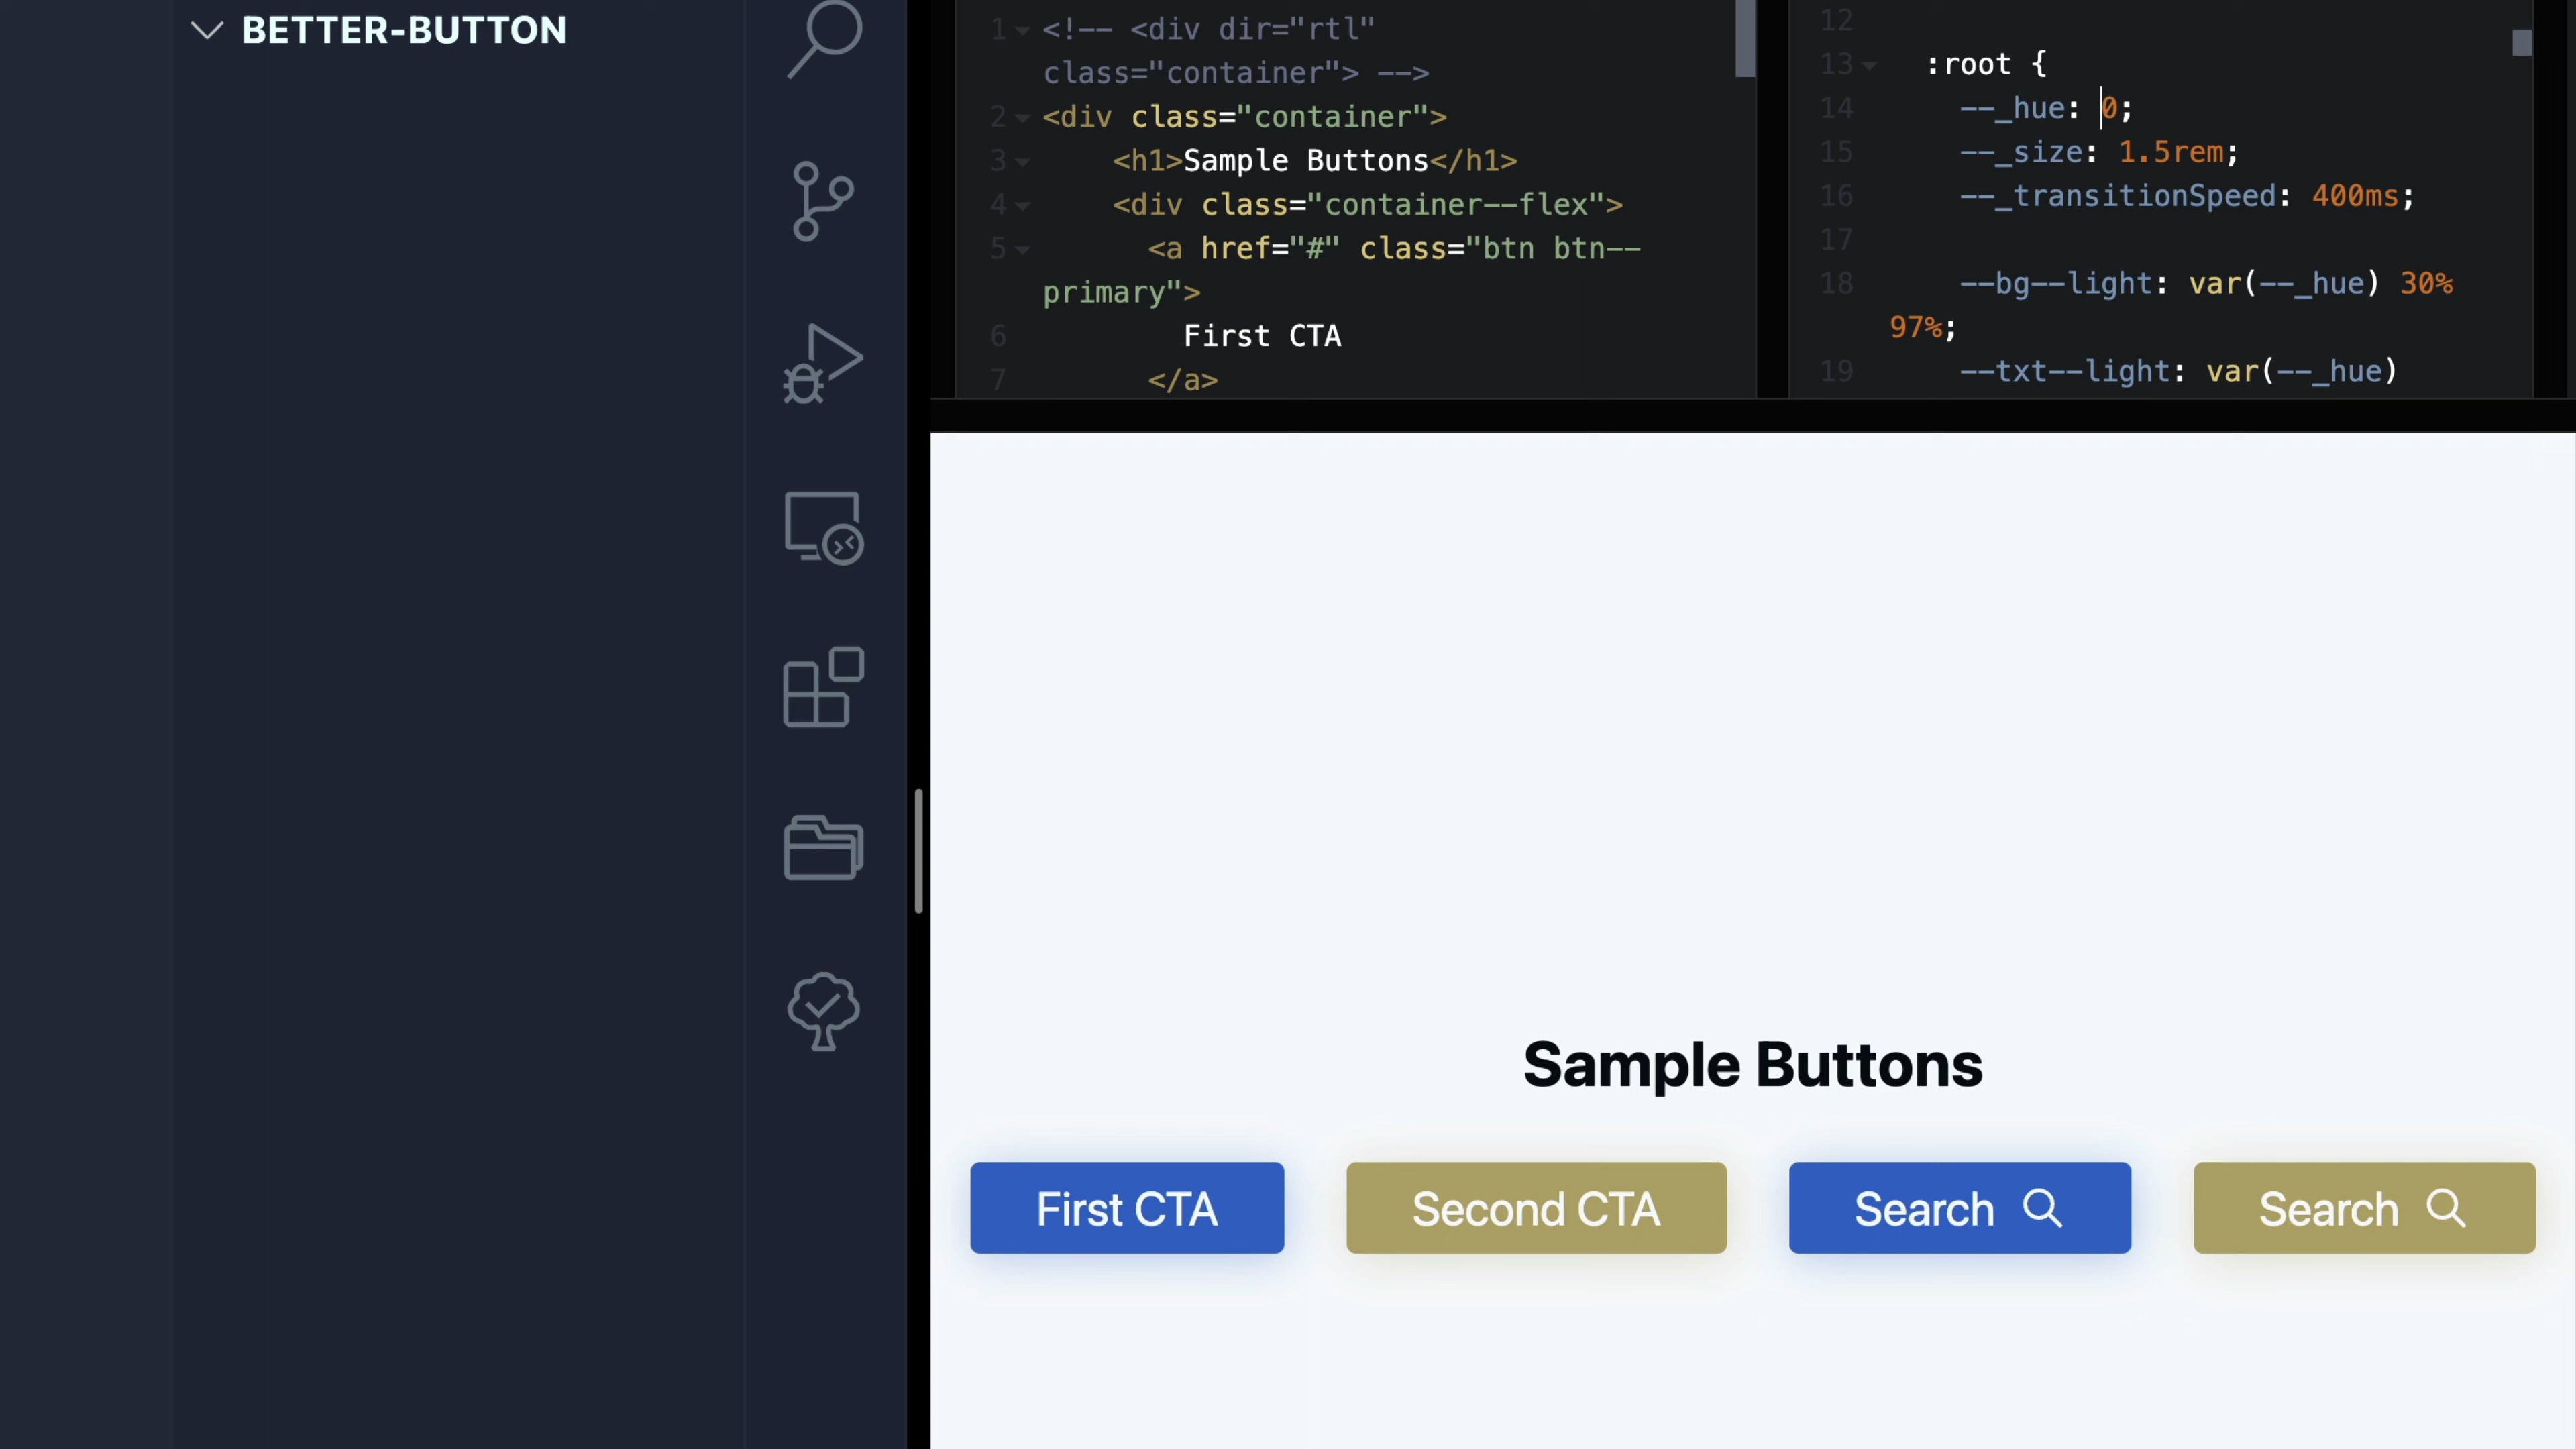 BETTER-BUTTON
1 <!-- <div dir="rtl"
class="container"> -->
2 <div class="container">
3 <h1>Sample Buttons</h1>
4 <div class="container--flex">
5 <a href="#" class="btn btn--
primary">
6 First CTA
7 </a>
12
13 :root {
14 --_hue: 0;
15 --_size: 1.5rem;
16 --_transitionSpeed: 400ms;
17
18 --bg--light: var(--_hue) 30%
97%;
19 --txt--light: var(--_hue)
Sample Buttons
First CTA
Second CTA
Search
Search